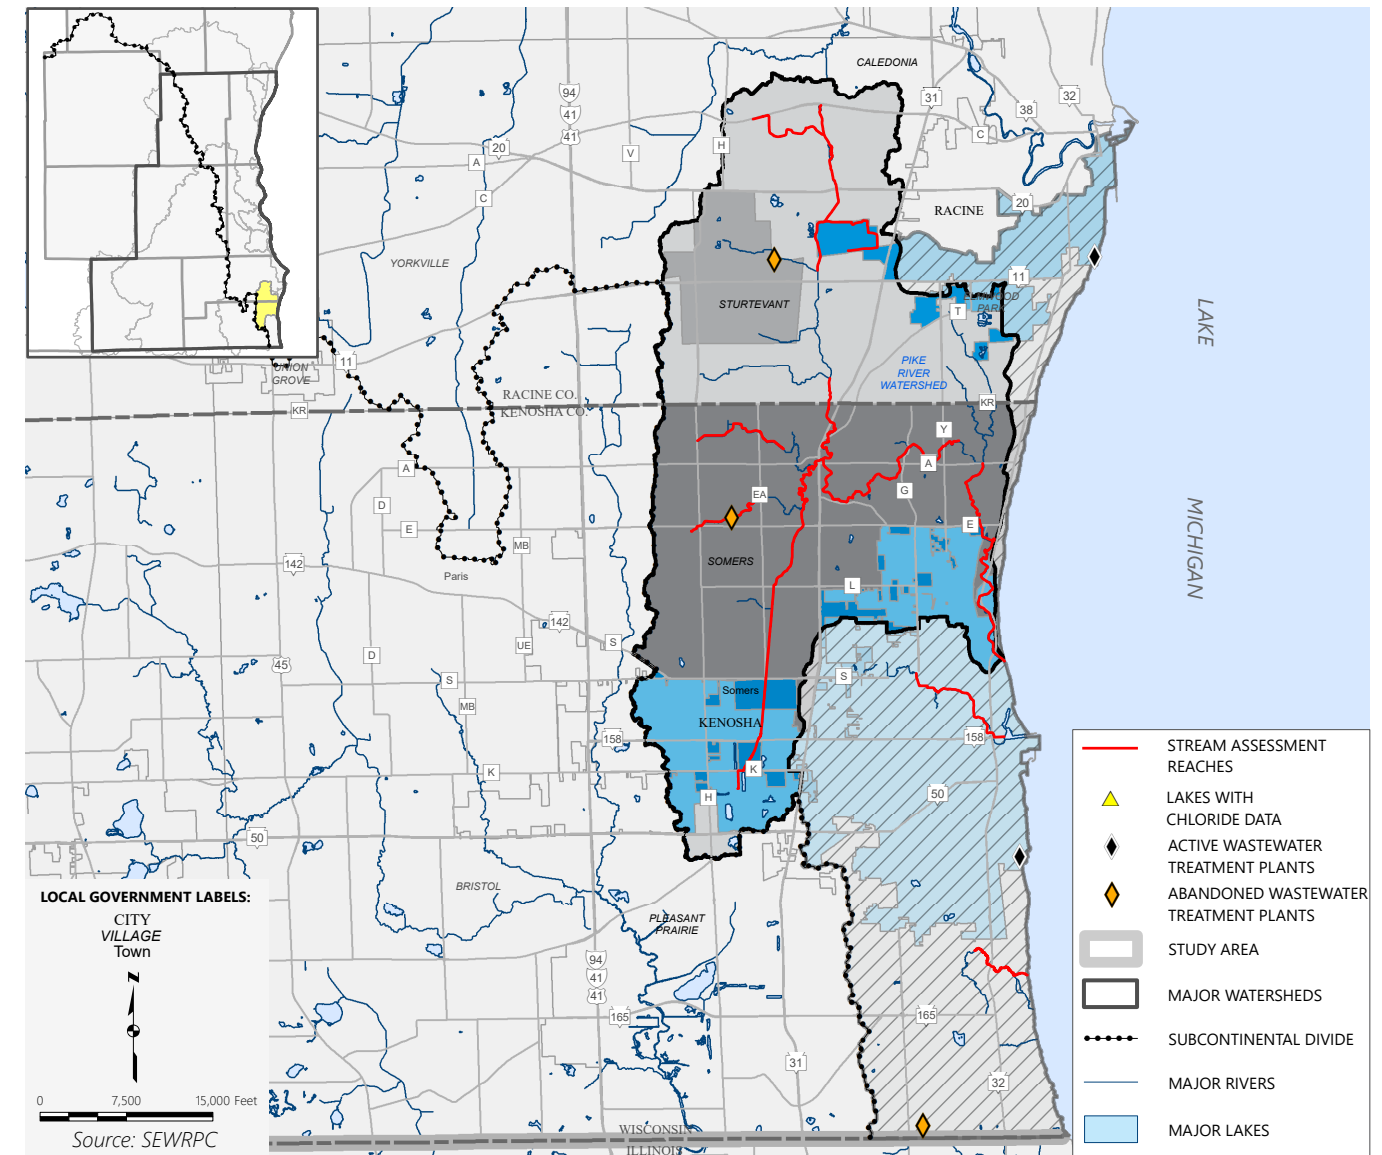 CALEDONIA
94
41
41
31
38
32
C
H
V
20
A
C
20
RACINE
YORKVILLE
11
STURTEVANT
T
ELMWOOD
PARK
LAKE
PIKE
RIVER
WATERSHED
11
UNION
GROVE
RACINE CO.
KENOSHA CO.
KR
KR
Y
A
A
EA
G
D
E
E
MICHIGAN
MB
142
SOMERS
Paris
L
142
S
UE
D
45
S
S
Somers
MB
KENOSHA
158
158
K
K
H
50
50
BRISTOL
PLEASANT
PRAIRIE
94
41
41
165
165
31
32
WISCONSIN
ILLINOIS
LOCAL GOVERNMENT LABELS:
CITY
VILLAGE
Town
N
0 7,500 15,000 Feet
Source: SEWRPC
STREAM ASSESSMENT
REACHES
LAKES WITH
CHLORIDE DATA
ACTIVE WASTEWATER
TREATMENT PLANTS
ABANDONED WASTEWATER
TREATMENT PLANTS
STUDY AREA
MAJOR WATERSHEDS
SUBCONTINENTAL DIVIDE
MAJOR RIVERS
MAJOR LAKES